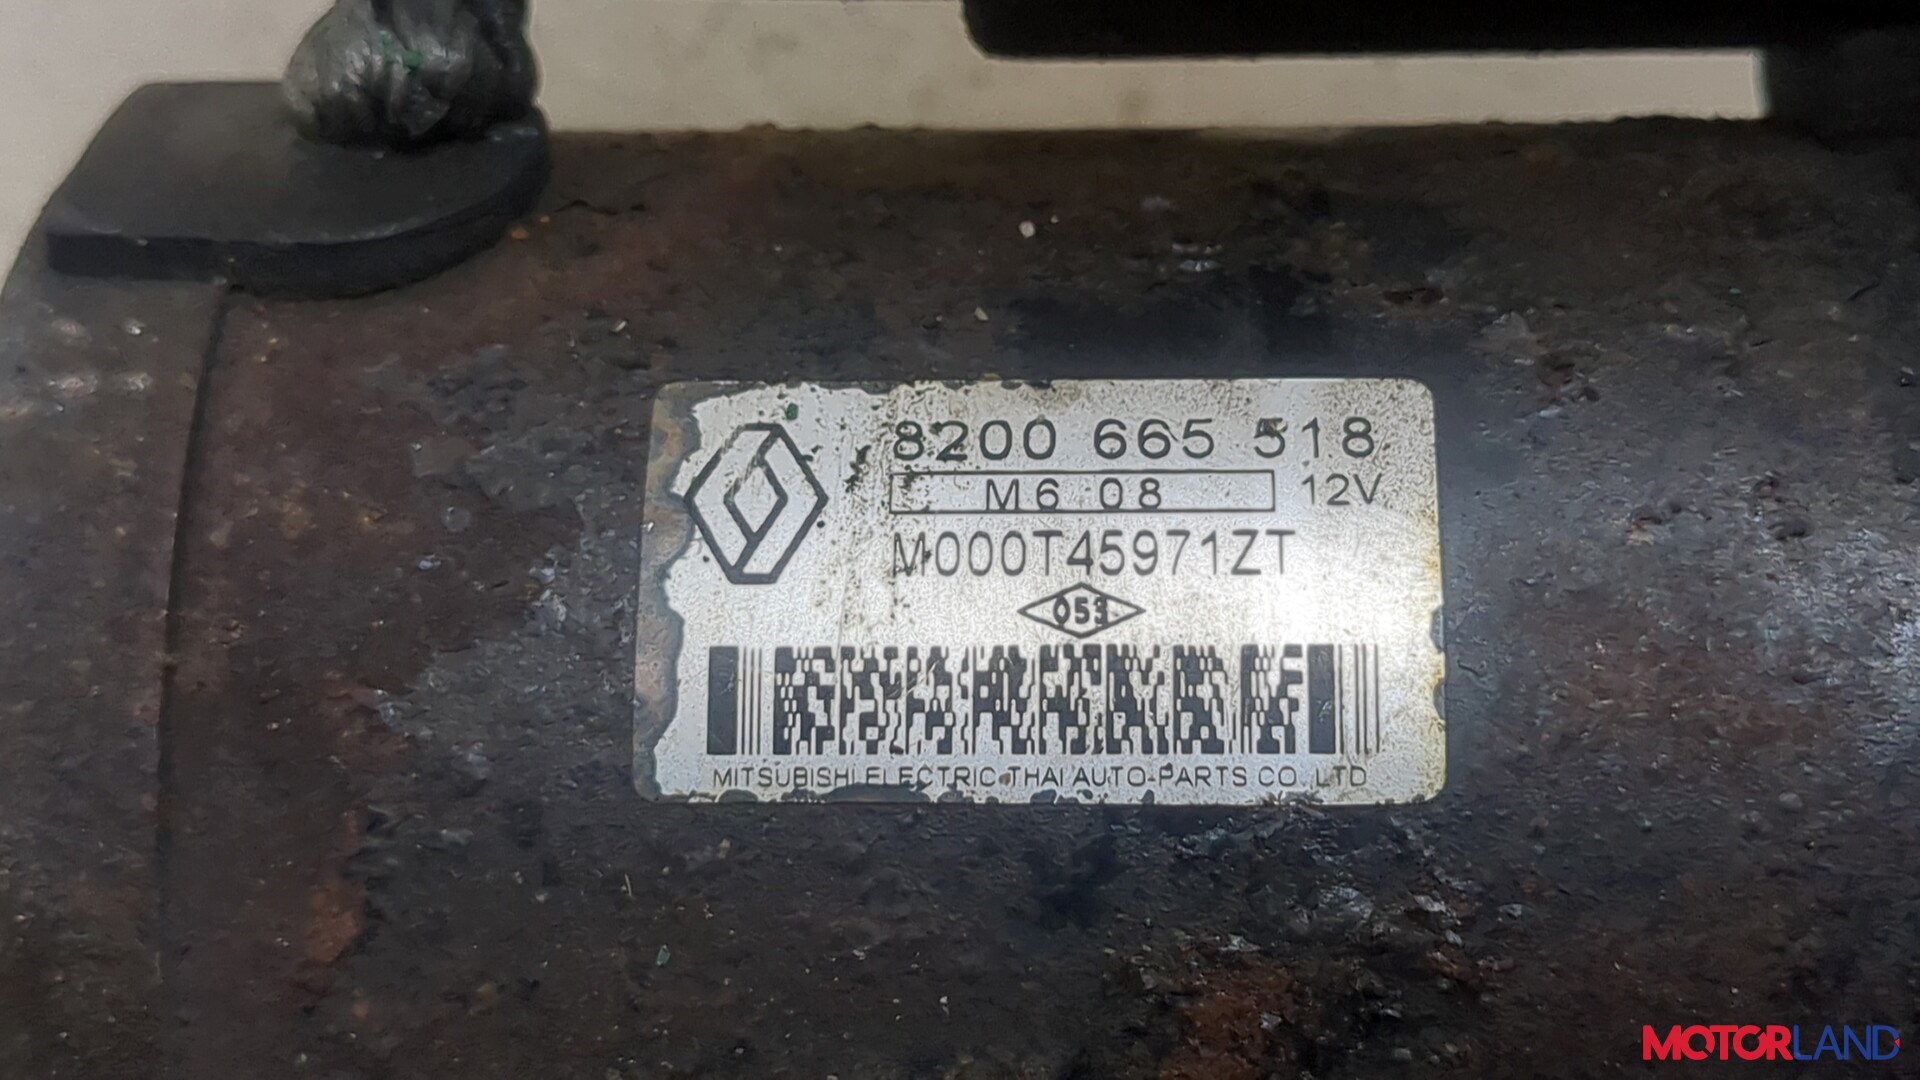 8200 665 518
M6 08 12V
M000T45971ZT
053
MITSUBISHI ELECTRIC THAI AUTO-PARTS CO. LTD
MOTORLAND